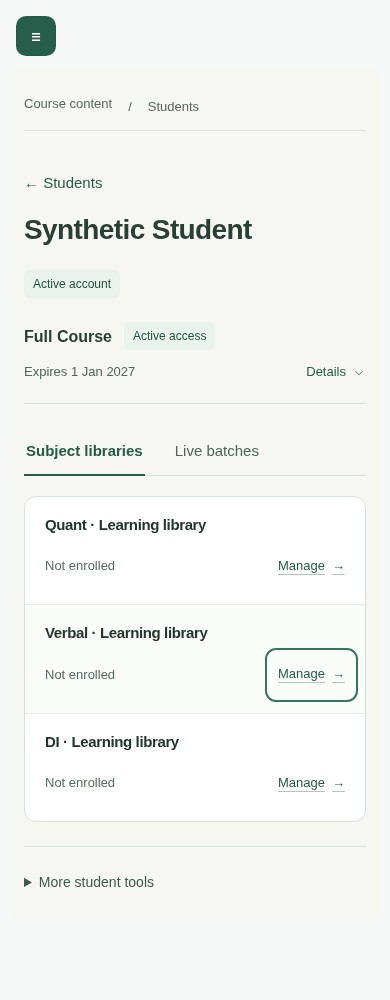 ≡
Course content / Students
← Students
Synthetic Student
Active account
Full Course Active access
Expires 1 Jan 2027 Details
Subject libraries Live batches
Quant · Learning library
Not enrolled Manage →
Verbal · Learning library
Not enrolled Manage →
DI · Learning library
Not enrolled Manage →
▶ More student tools